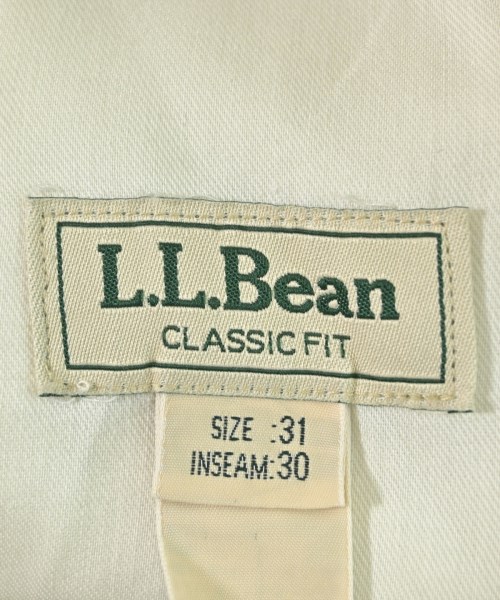 L.L.Bean
CLASSIC FIT
SIZE :31
INSEAM:30